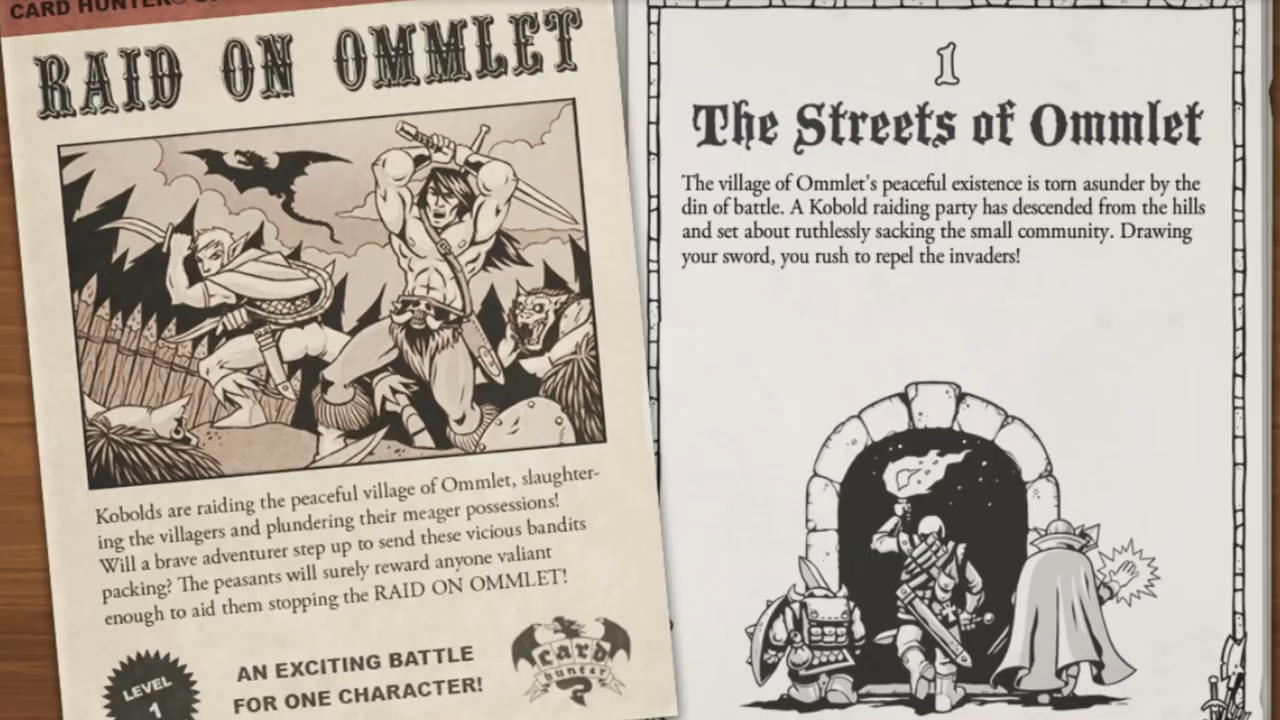 CARD HUNTER®
RAID ON OMMLET
Kobolds are raiding the peaceful village of Ommlet, slaughter-
ing the villagers and plundering their meager possessions!
Will a brave adventurer step up to send these vicious bandits
packing? The peasants will surely reward anyone valiant
enough to aid them stopping the RAID ON OMMLET!
LEVEL
1
AN EXCITING BATTLE
FOR ONE CHARACTER!
card
hunter
1
The Streets of Ommlet
The village of Ommlet's peaceful existence is torn asunder by the
din of battle. A Kobold raiding party has descended from the hills
and set about ruthlessly sacking the small community. Drawing
your sword, you rush to repel the invaders!